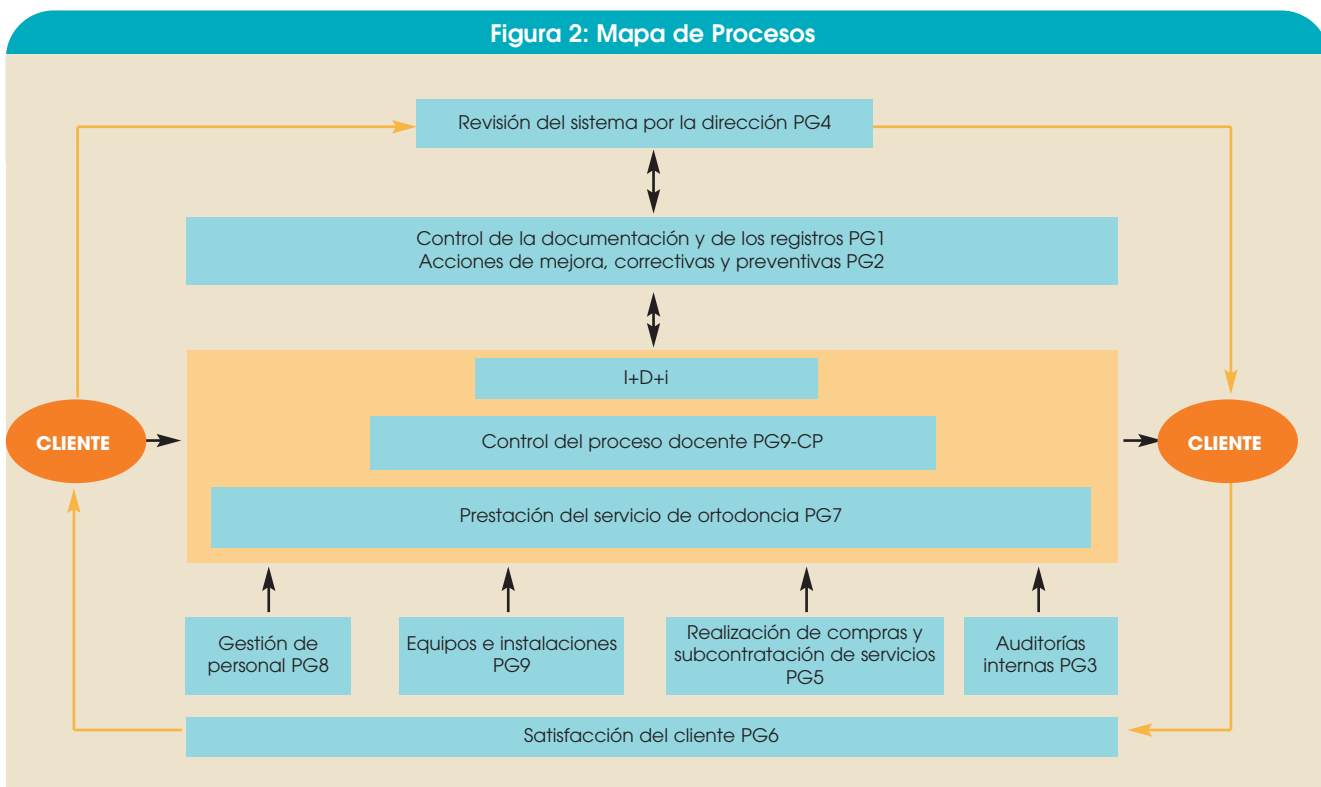 Figura 2: Mapa de Procesos
Revisión del sistema por la dirección PG4
Control de la documentación y de los registros PG1
Acciones de mejora, correctivas y preventivas PG2
I+D+i
Control del proceso docente PG9-CP
CLIENTE
CLIENTE
Prestación del servicio de ortodoncia PG7
Gestión de
personal PG8
Equipos e instalaciones
PG9
Realización de compras y
subcontratación de servicios
PG5
Auditorías
internas PG3
Satisfacción del cliente PG6